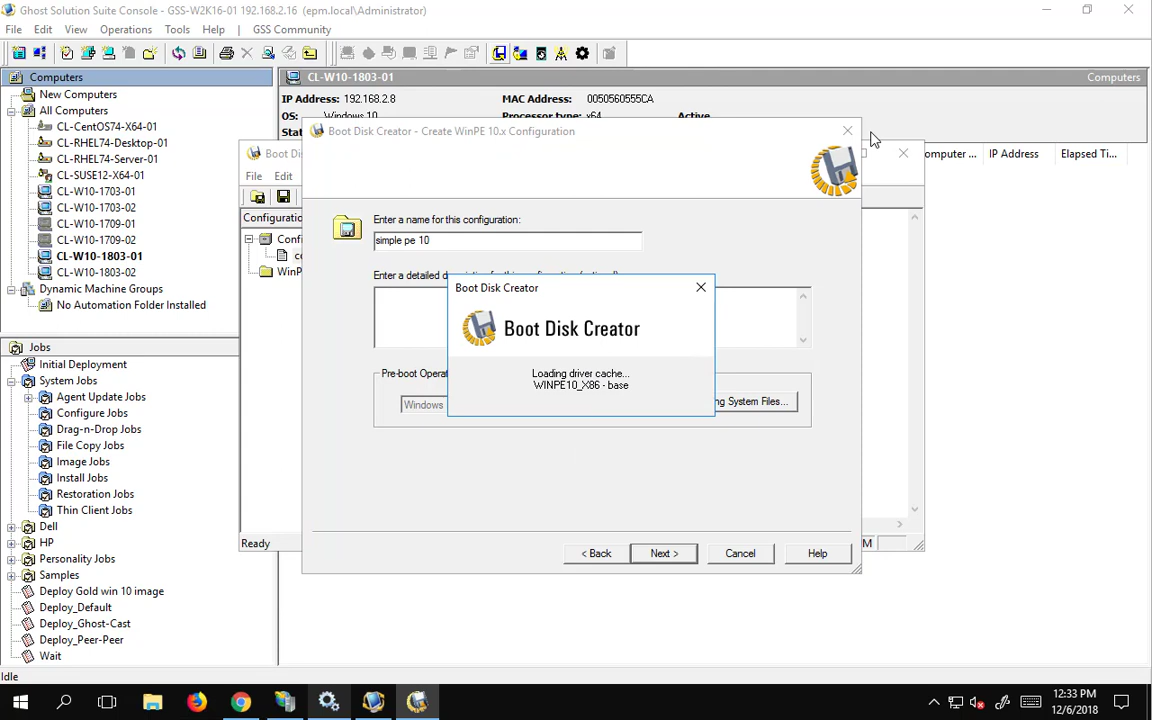 Ghost Solution Suite Console - GSS-W2K16-01 192.168.2.16 (epm.local\Administrator)
File Edit View Operations Tools Help | GSS Community
Computers
New Computers
All Computers
CL-CentOS74-X64-01
CL-RHEL74-Desktop-01
CL-RHEL74-Server-01
CL-SUSE12-X64-01
CL-W10-1703-01
CL-W10-1703-02
CL-W10-1709-01
CL-W10-1709-02
CL-W10-1803-01
CL-W10-1803-02
Dynamic Machine Groups
No Automation Folder Installed
Jobs
Initial Deployment
System Jobs
Agent Update Jobs
Configure Jobs
Drag-n-Drop Jobs
File Copy Jobs
Image Jobs
Install Jobs
Restoration Jobs
Thin Client Jobs
Dell
HP
Personality Jobs
Samples
Deploy Gold win 10 image
Deploy_Default
Deploy_Ghost-Cast
Deploy_Peer-Peer
Wait
Idle
CL-W10-1803-01 Computers
IP Address: 192.168.2.8 MAC Address: 0050560555CA
OS: Windows 10 Processor type: x64 Active
Computer ... IP Address Elapsed Ti...
File Edit
Ready
Boot Disk Creator - Create WinPE 10.x Configuration
Enter a name for this configuration:
simple pe 10
Pre-boot Operat
Windows
ng System Files...
Boot Disk Creator
Boot Disk Creator
Loading driver cache...
WINPE10_X86 - base
< Back Next > Cancel Help
12:33 PM
12/6/2018